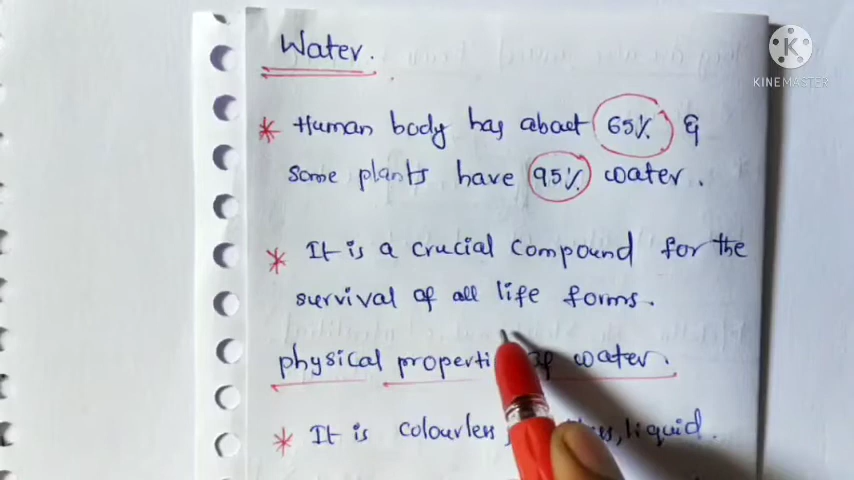 Water.
* Human body has about 65% &
some plants have 95% water.
* It is a crucial compound for the
survival of all life forms.
physical properti of water.
* It is colourless, liquid.
K
KINEMASTER